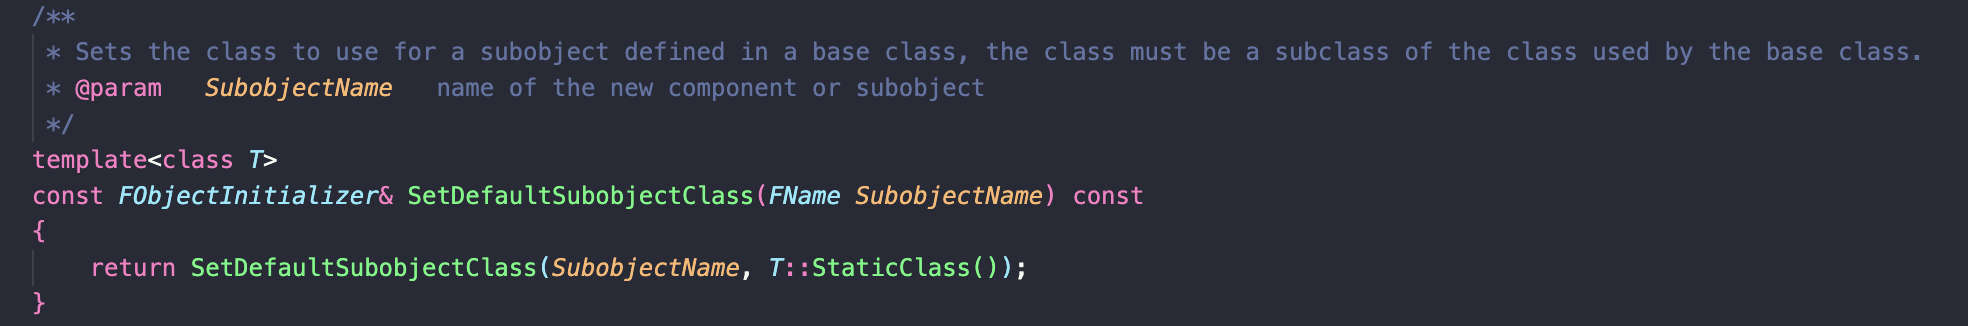 /**
 * Sets the class to use for a subobject defined in a base class, the class must be a subclass of the class used by the base class.
 * @param   SubobjectName   name of the new component or subobject
 */
template<class T>
const FObjectInitializer& SetDefaultSubobjectClass(FName SubobjectName) const
{
    return SetDefaultSubobjectClass(SubobjectName, T::StaticClass());
}